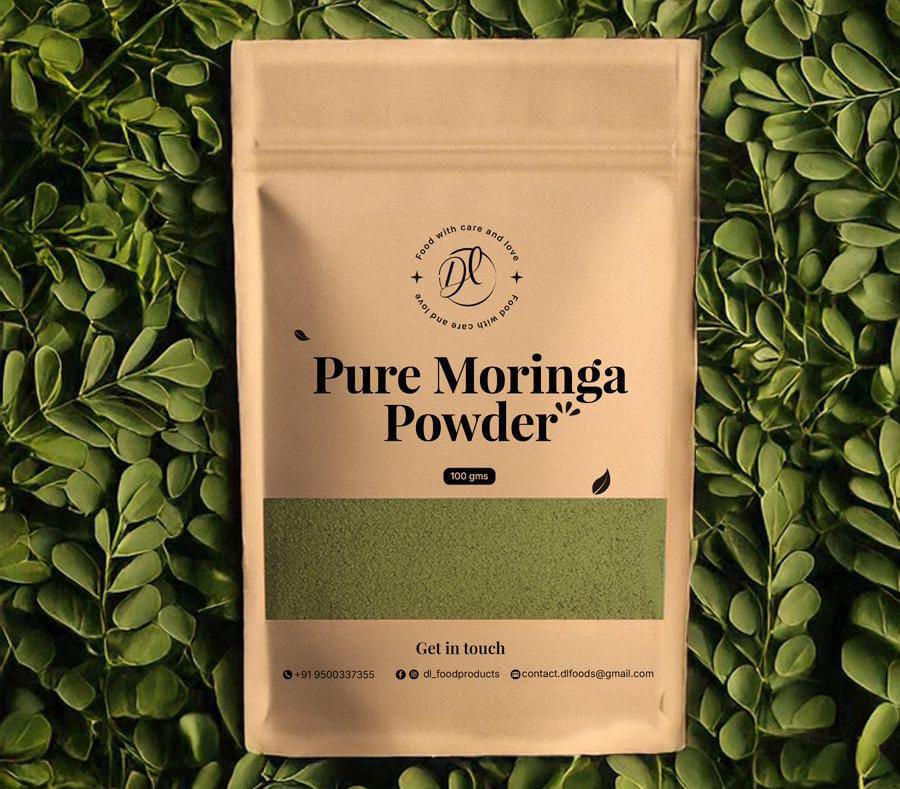 Food with care and love
Dl
Food with care and love
Pure Moringa
Powder
100 gms
Get in touch
+91 9500337355 dl_foodproducts contact.dlfoods@gmail.com